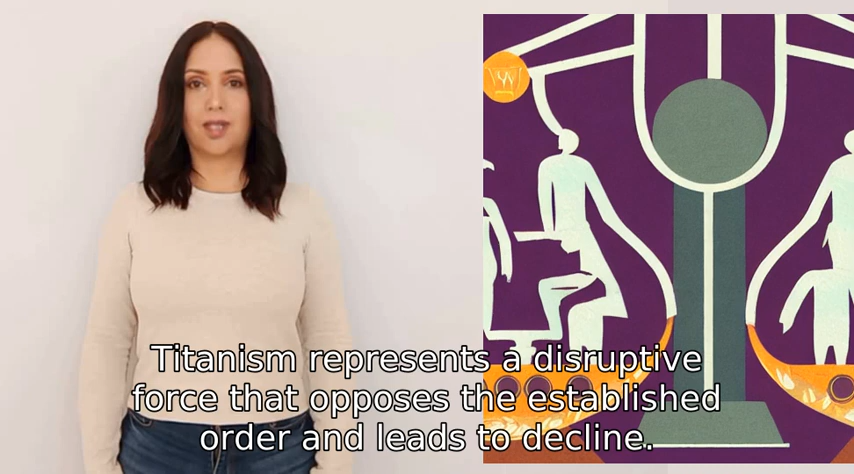 Titanism represents a disruptive
force that opposes the established
order and leads to decline.